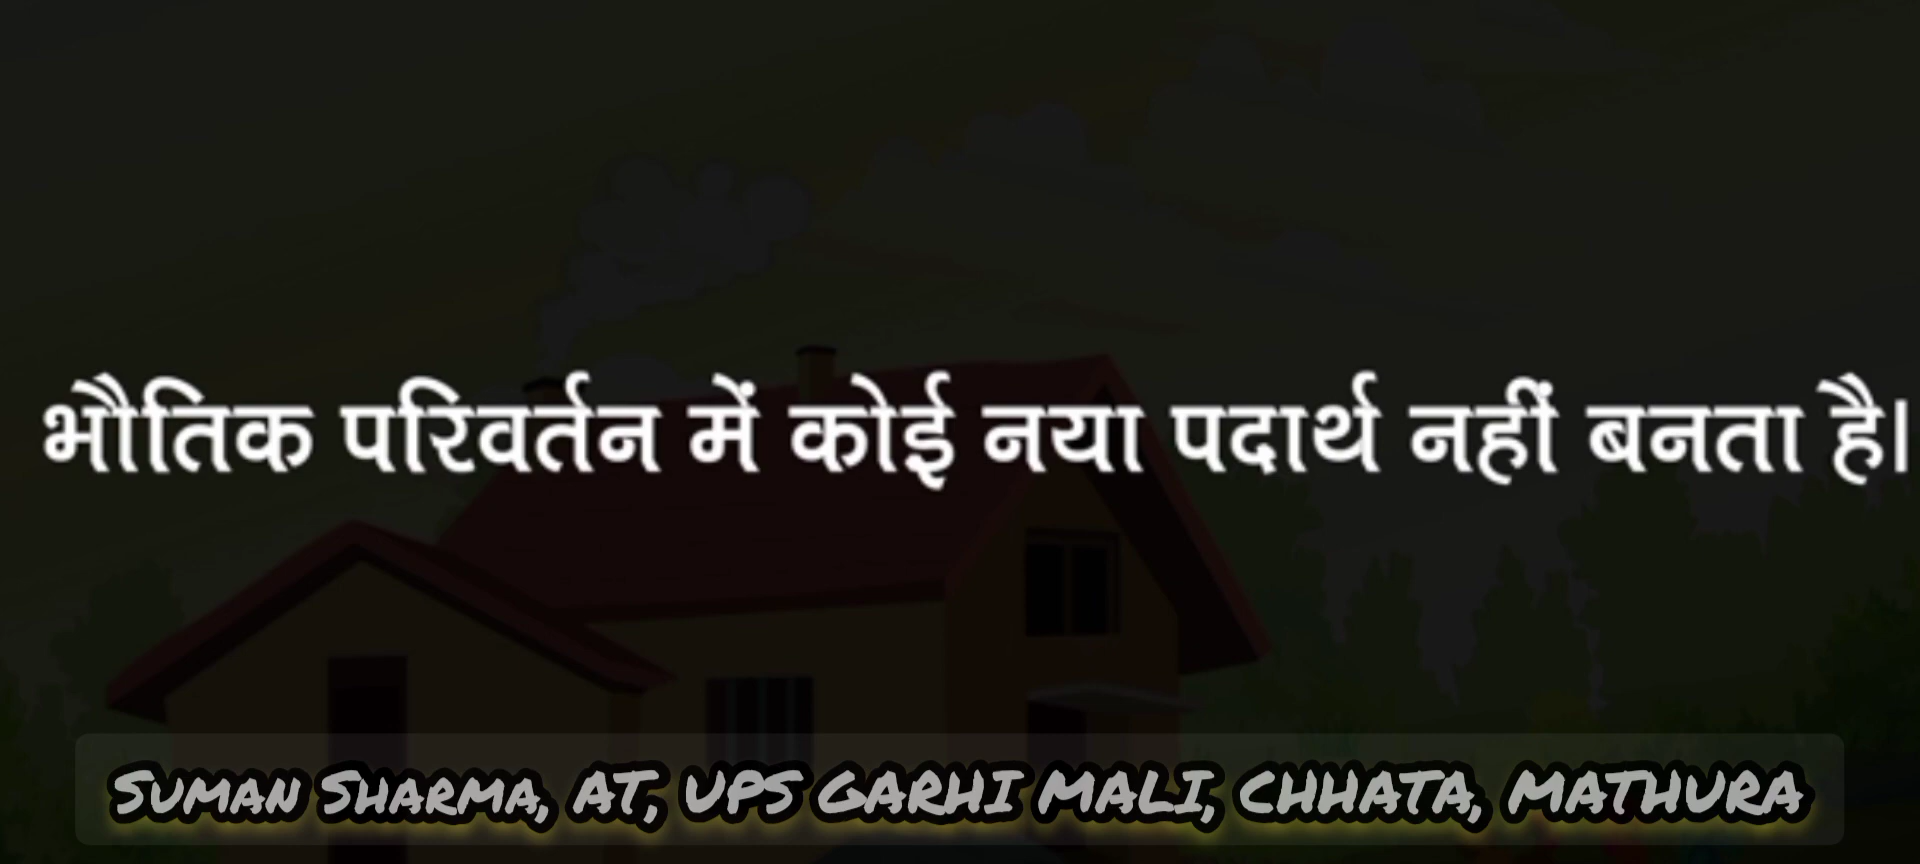 भौतिक परिवर्तन में कोई नया पदार्थ नहीं बनता है।
SUMAN SHARMA, AT, UPS GARHI MALI, CHHATA, MATHURA